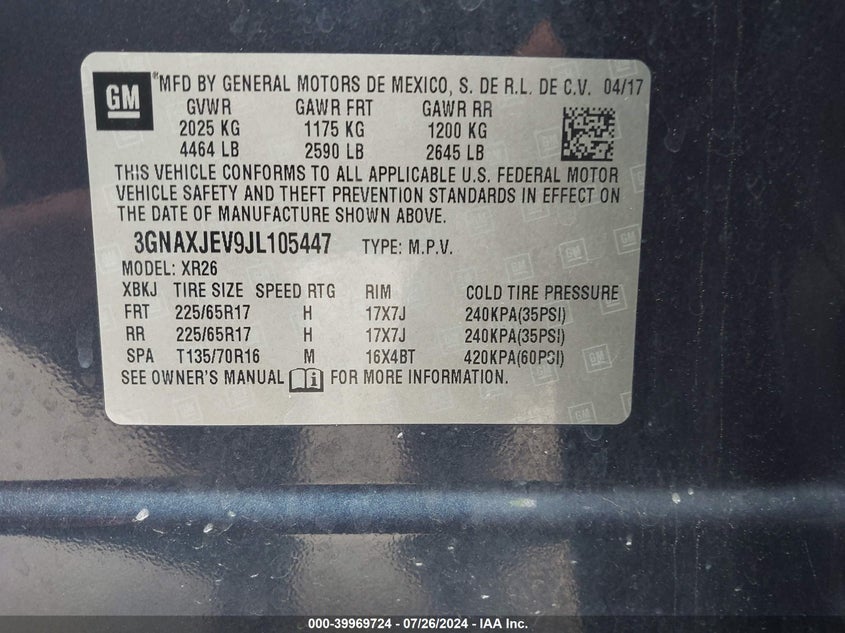 GM
®MFD BY GENERAL MOTORS DE MEXICO, S. DE R.L. DE C.V. 04/17
GVWR GAWR FRT GAWR RR
2025 KG 1175 KG 1200 KG
4464 LB 2590 LB 2645 LB
THIS VEHICLE CONFORMS TO ALL APPLICABLE U.S. FEDERAL MOTOR
VEHICLE SAFETY AND THEFT PREVENTION STANDARDS IN EFFECT ON
THE DATE OF MANUFACTURE SHOWN ABOVE.
3GNAXJEV9JL105447 TYPE: M.P.V.
MODEL: XR26
XBKJ TIRE SIZE SPEED RTG RIM COLD TIRE PRESSURE
FRT 225/65R17 H 17X7J 240KPA(35PSI)
RR 225/65R17 H 17X7J 240KPA(35PSI)
SPA T135/70R16 M 16X4BT 420KPA(60PSI)
SEE OWNER'S MANUAL i FOR MORE INFORMATION.
000-39969724 - 07/26/2024 - IAA Inc.